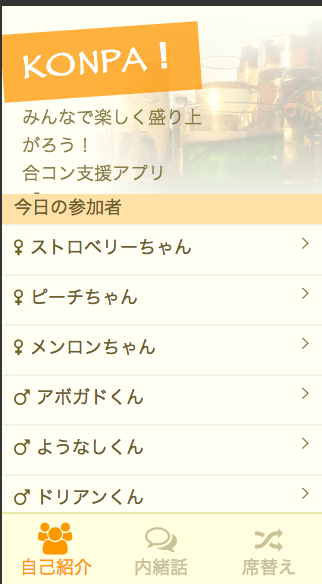 KONPA！
みんなで楽しく盛り上
がろう！
合コン支援アプリ
今日の参加者
♀ ストロベリーちゃん
♀ ピーチちゃん
♀ メンロンちゃん
♂ アボガドくん
♂ ようなしくん
♂ ドリアンくん
自己紹介 内緒話 席替え